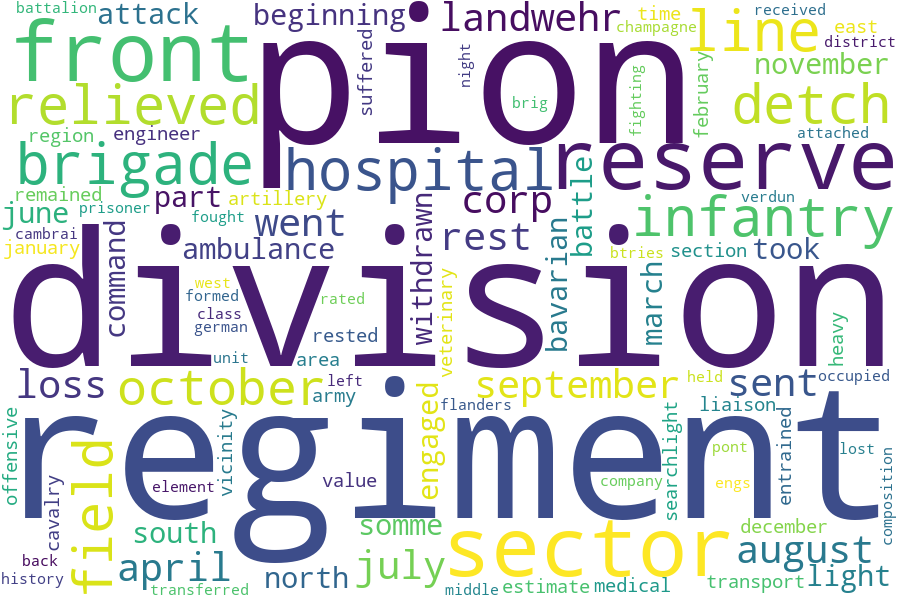 battalion
attack
beginning
landwehr
time
received
champagne
line
east
district
front
pion
suffered
night
november
relieved
brig
fighting
february
detch
region
engineer
attached
brigade
hospital
reserve
remained
part
artillery
corp
battle
verdun
june
prisoner
fought
went
infantry
cambrai
january
command
ambulance
withdrawn
rest
bavarian
btries
section
took
division
west
formed
class
german
rated
rested
veterinary
march
heavy
unit
area
loss
october
left
army
september
held
sent
occupied
regiment
offensive
vicinity
engaged
flanders
searchlight
liaison
entrained
lost
field
cavalry
element
value
company
pont
engs
composition
south
somme
sector
december
back
history
april
transferred
north
july
middle
estimate
medical
august
transport
light